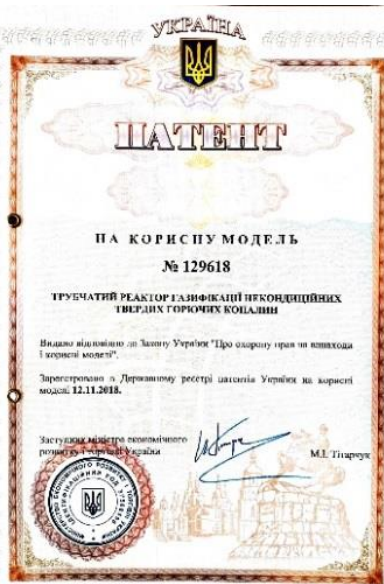 УКРАЇНА
ПАТЕНТ
НА КОРИСНУ МОДЕЛЬ
№ 129618
ТРУБЧАТИЙ РЕАКТОР ГАЗИФІКАЦІЇ НЕКОНДИЦІЙНИХ
ТВЕРДИХ ГОРЮЧИХ КОПАЛИН
Видано відповідно до Закону України "Про охорону прав на винаходи
і корисні моделі".
Зареєстровано в Державному реєстрі патентів України на корисні
моделі 12.11.2018.
Заступник міністра економічного
розвитку і торгівлі України
М.І. Тітарчук